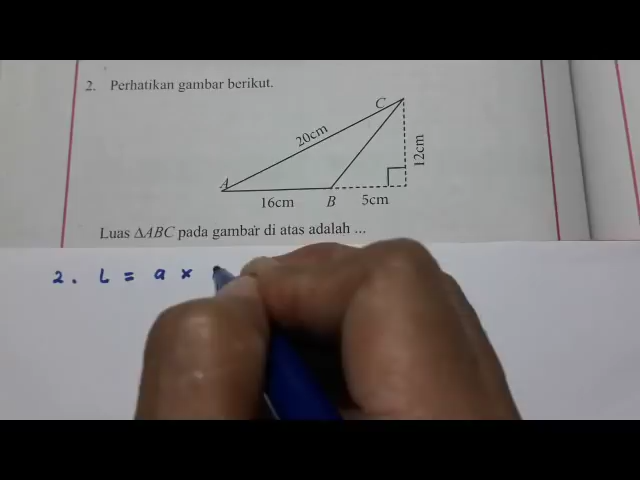 2. Perhatikan gambar berikut.
C
20cm
12cm
A
16cm
B
5cm
Luas ΔABC pada gambar di atas adalah ...
2. L = a ×